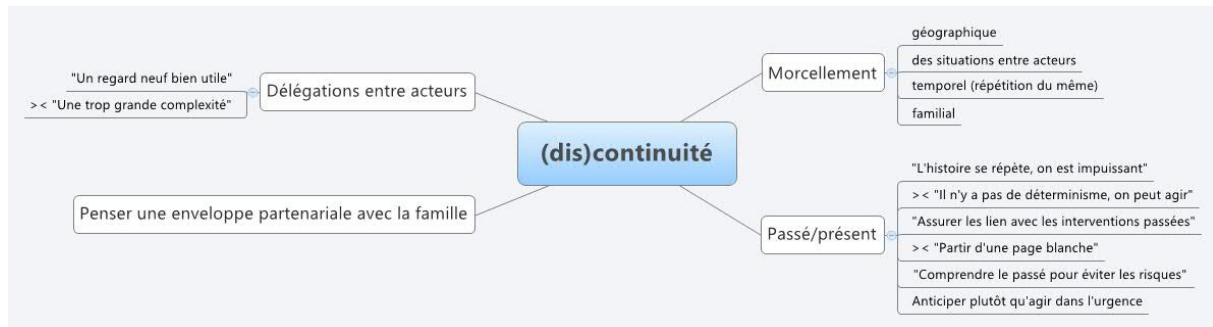 (dis)continuité
Délégations entre acteurs
"Un regard neuf bien utile"
>< "Une trop grande complexité"
Penser une enveloppe partenariale avec la famille
Morcellement
géographique
des situations entre acteurs
temporel (répétition du même)
familial
Passé/présent
"L'histoire se répète, on est impuissant"
>< "Il n'y a pas de déterminisme, on peut agir"
"Assurer les lien avec les interventions passées"
>< "Partir d'une page blanche"
"Comprendre le passé pour éviter les risques"
Anticiper plutôt qu'agir dans l'urgence